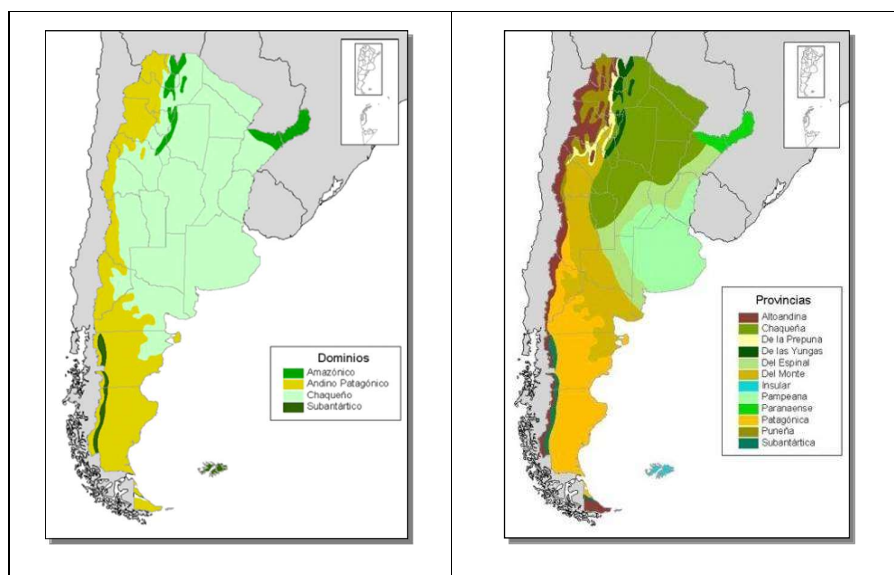 Dominios
Amazónico
Andino Patagónico
Chaqueño
Subantártico
Provincias
Altoandina
Chaqueña
De la Prepuna
De las Yungas
Del Espinal
Del Monte
Insular
Pampeana
Paranaense
Patagónica
Puneña
Subantártica